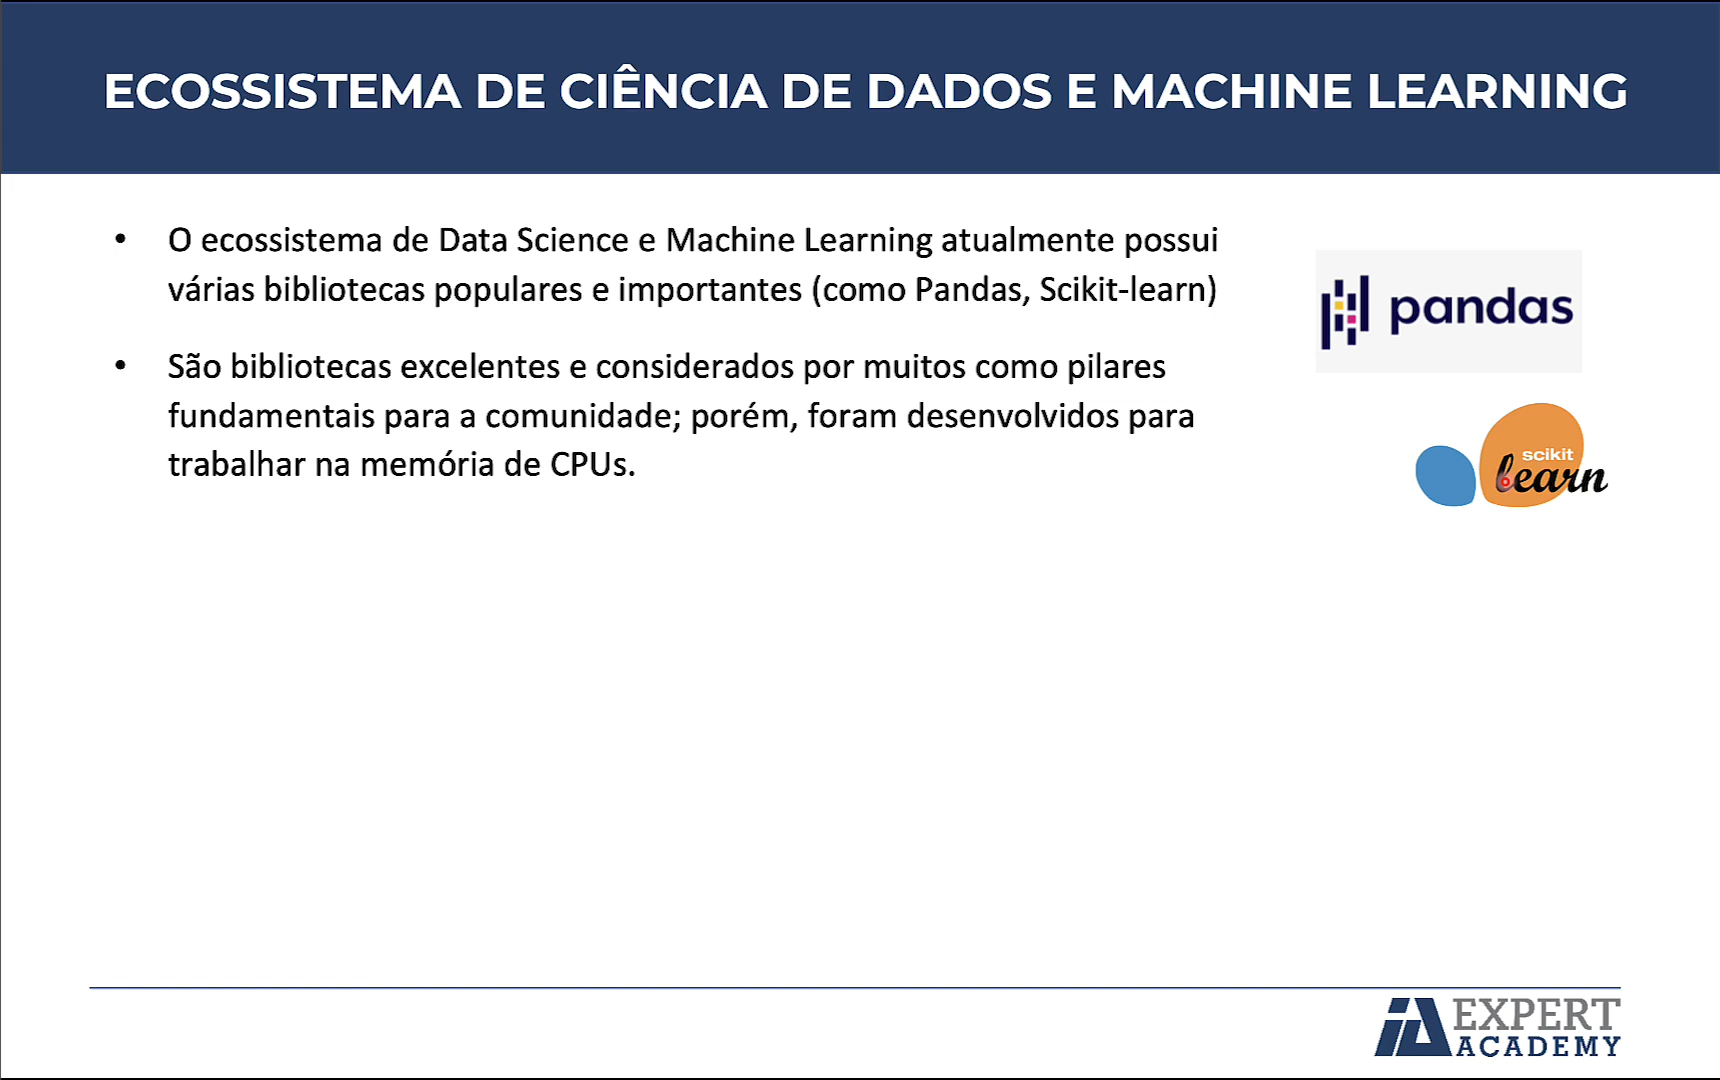 ECOSSISTEMA DE CIÊNCIA DE DADOS E MACHINE LEARNING
• O ecossistema de Data Science e Machine Learning atualmente possui
várias bibliotecas populares e importantes (como Pandas, Scikit-learn)
• São bibliotecas excelentes e considerados por muitos como pilares
fundamentais para a comunidade; porém, foram desenvolvidos para
trabalhar na memória de CPUs.
pandas
scikit
learn
IA EXPERT
ACADEMY